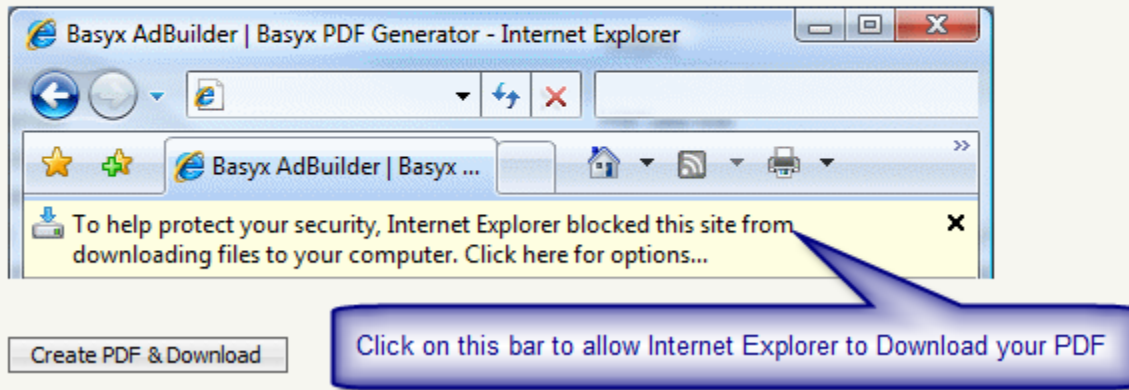 Basyx AdBuilder | Basyx PDF Generator - Internet Explorer
Basyx AdBuilder | Basyx ...
To help protect your security, Internet Explorer blocked this site from
downloading files to your computer. Click here for options...
Click on this bar to allow Internet Explorer to Download your PDF
Create PDF & Download